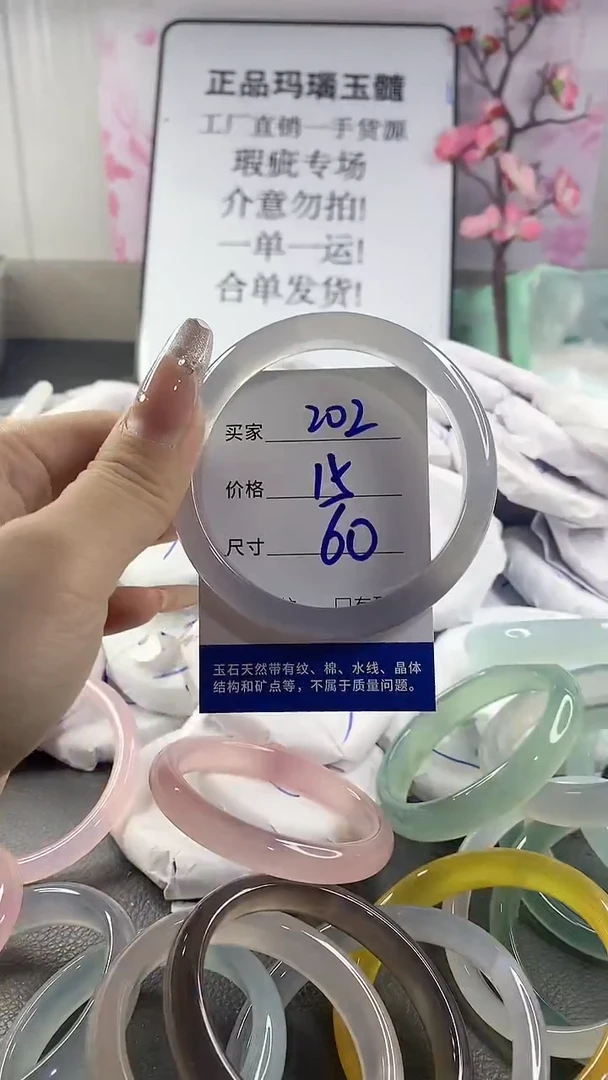 正品玛瑙玉髓
工厂直销一手货源
瑕疵专场
介意勿拍!
一单一运!
合单发货!
买家 202
价格 15
尺寸 60
玉石天然带有纹、棉、水线、晶体
结构和矿点等，不属于质量问题。